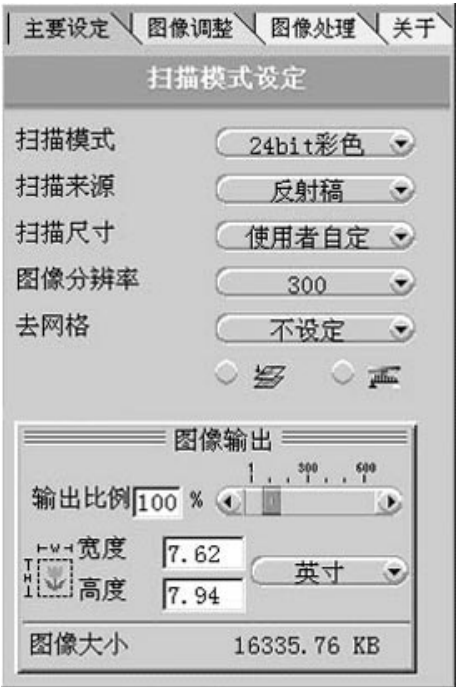 主要设定 图像调整 图像处理 关于
扫描模式设定
扫描模式 24bit彩色
扫描来源 反射稿
扫描尺寸 使用者自定
图像分辨率 300
去网格 不设定
图像输出
1 300 600
输出比例 100 %
W 宽度 7.62
H 高度 7.94
英寸
图像大小 16335.76 KB